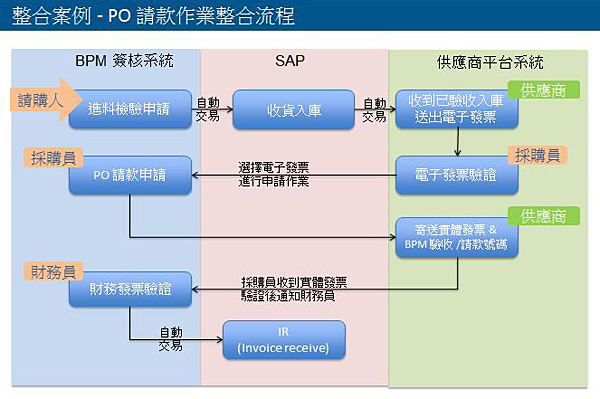 整合案例 - PO 請款作業整合流程
BPM 簽核系統
SAP
供應商平台系統
請購人
進料檢驗申請
自動
交易
收貨入庫
自動
交易
供應商
收到已驗收入庫
送出電子發票
採購員
PO 請款申請
選擇電子發票
進行申請作業
採購員
電子發票驗證
供應商
寄送實體發票 &
BPM 驗收 /請款號碼
財務員
財務發票驗證
採購員收到實體發票
驗證後通知財務員
自動
交易
IR
(Invoice receive)